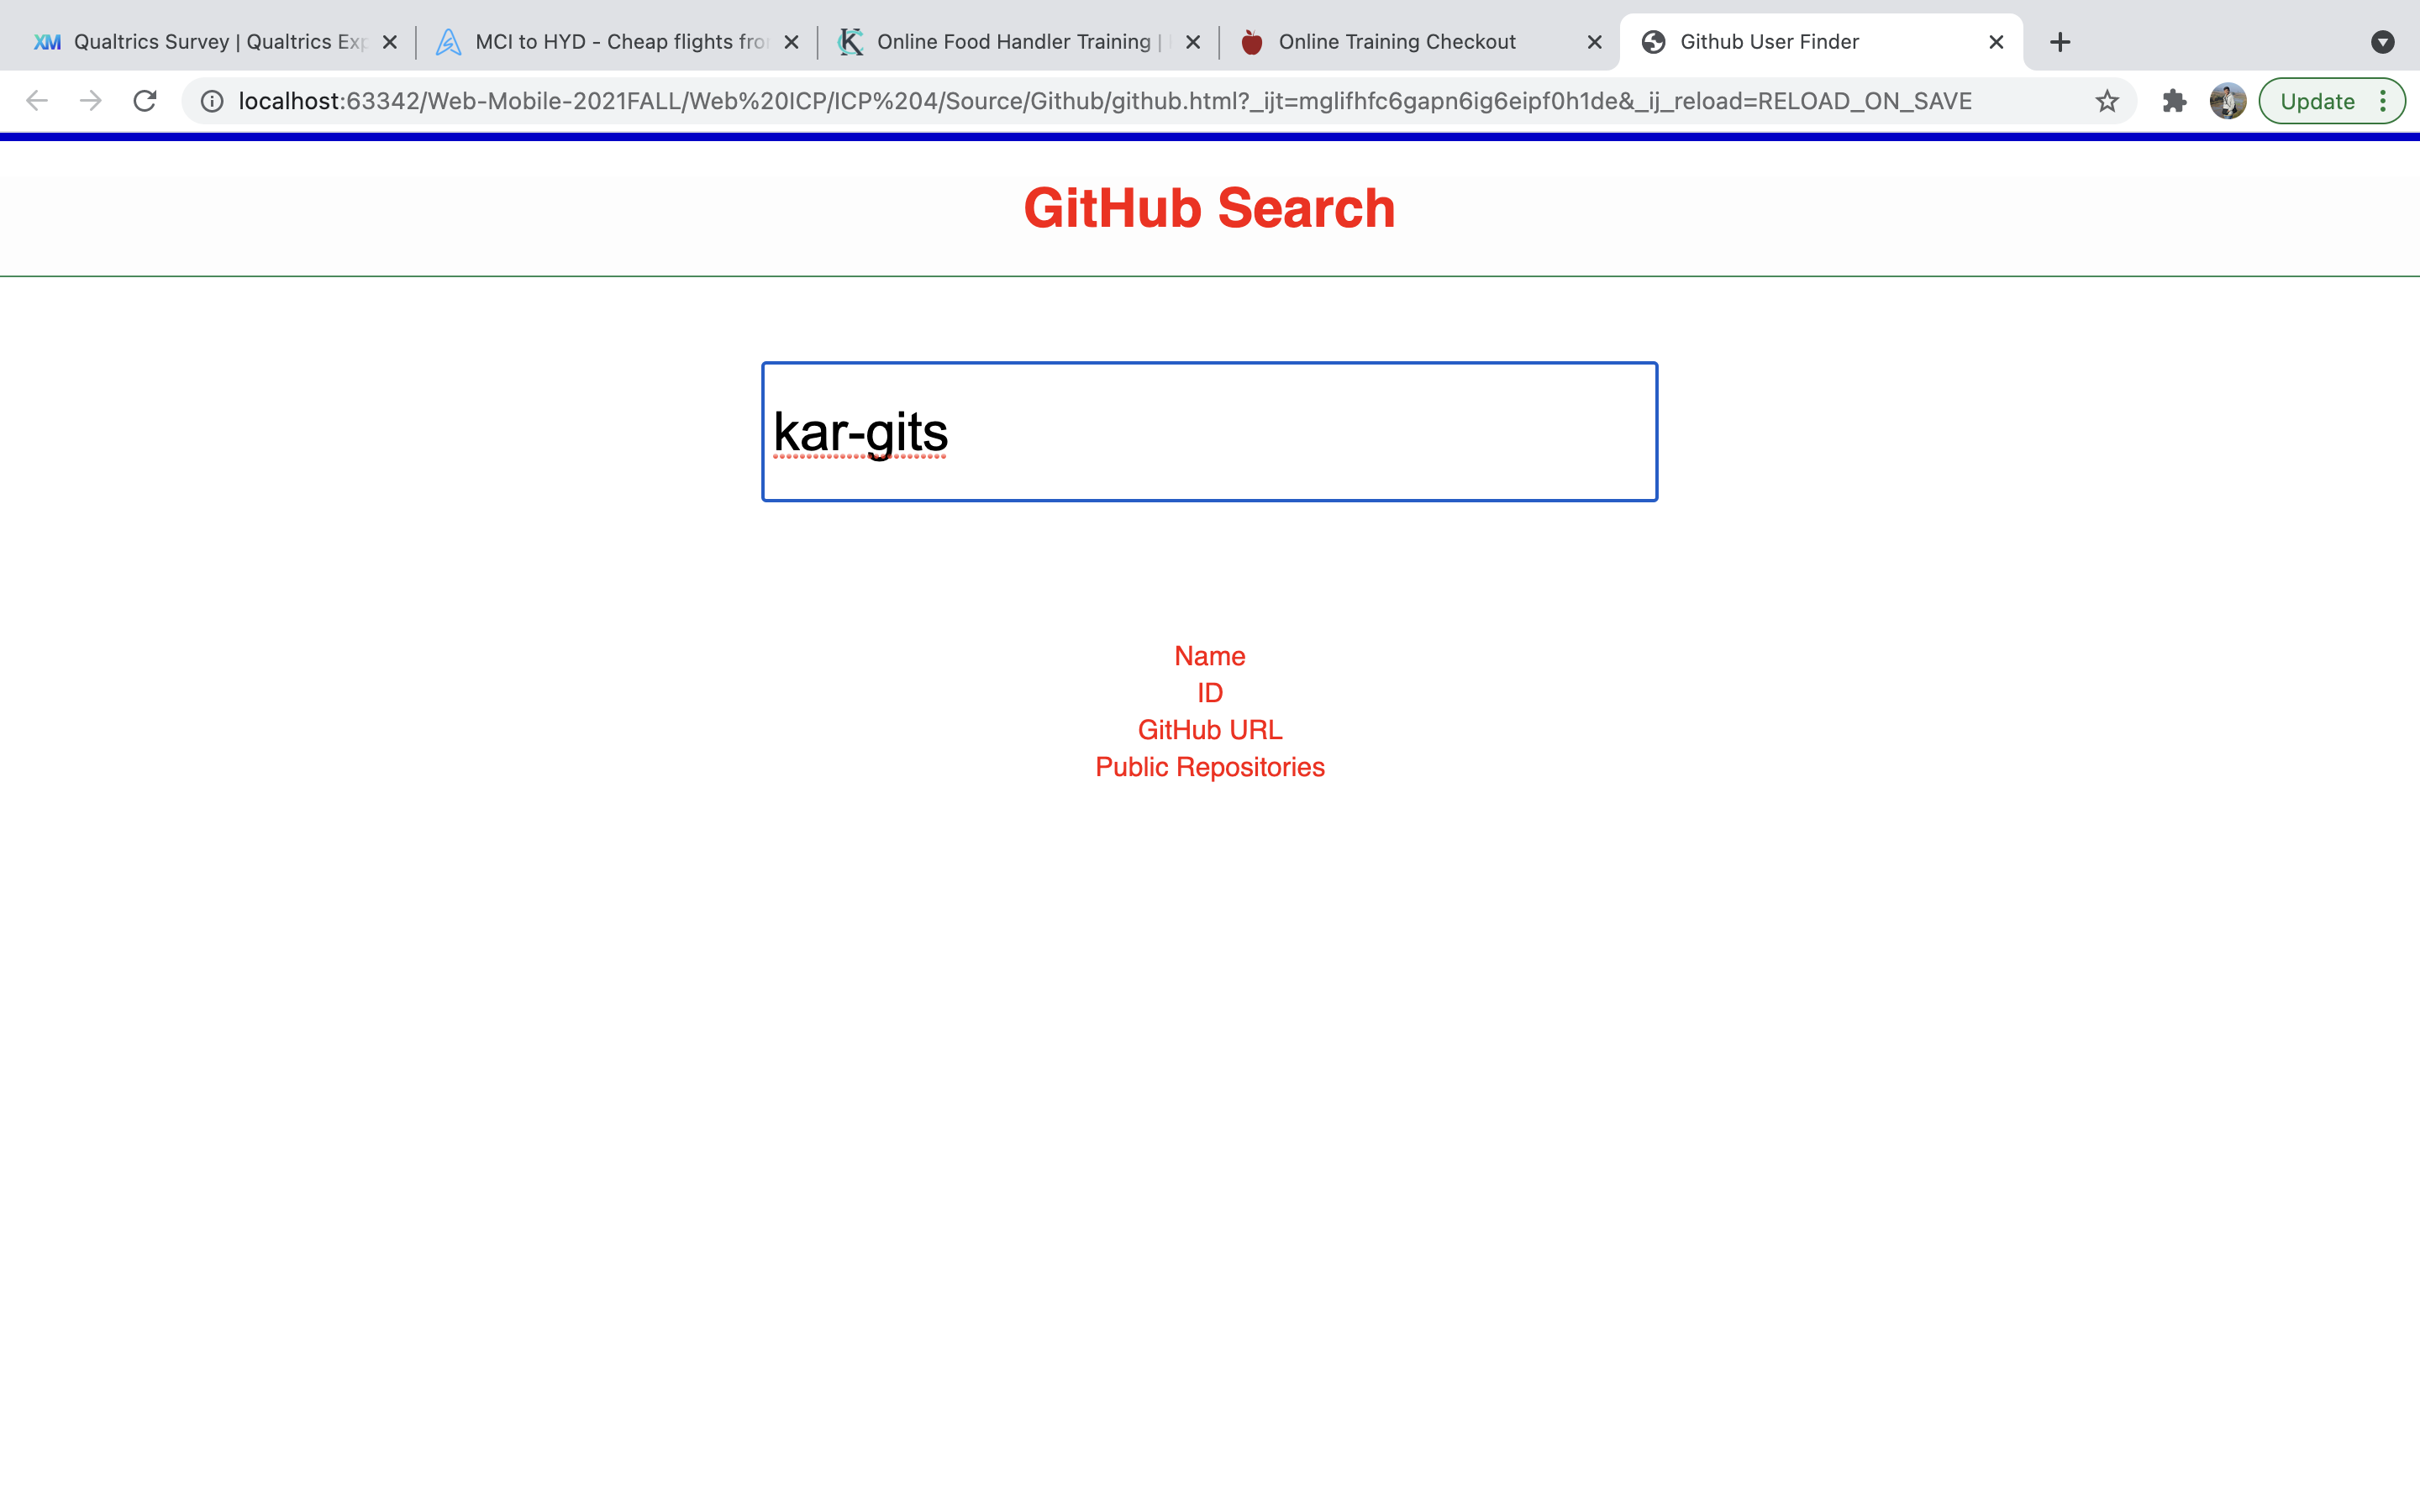 XM Qualtrics Survey | Qualtrics Exp
MCI to HYD - Cheap flights fro
K Online Food Handler Training |
Online Training Checkout
Github User Finder
localhost:63342/Web-Mobile-2021FALL/Web%20ICP/ICP%204/Source/Github/github.html?_ijt=mglifhfc6gapn6ig6eipf0h1de&_ij_reload=RELOAD_ON_SAVE
Update
GitHub Search
kar-gits
Name
ID
GitHub URL
Public Repositories